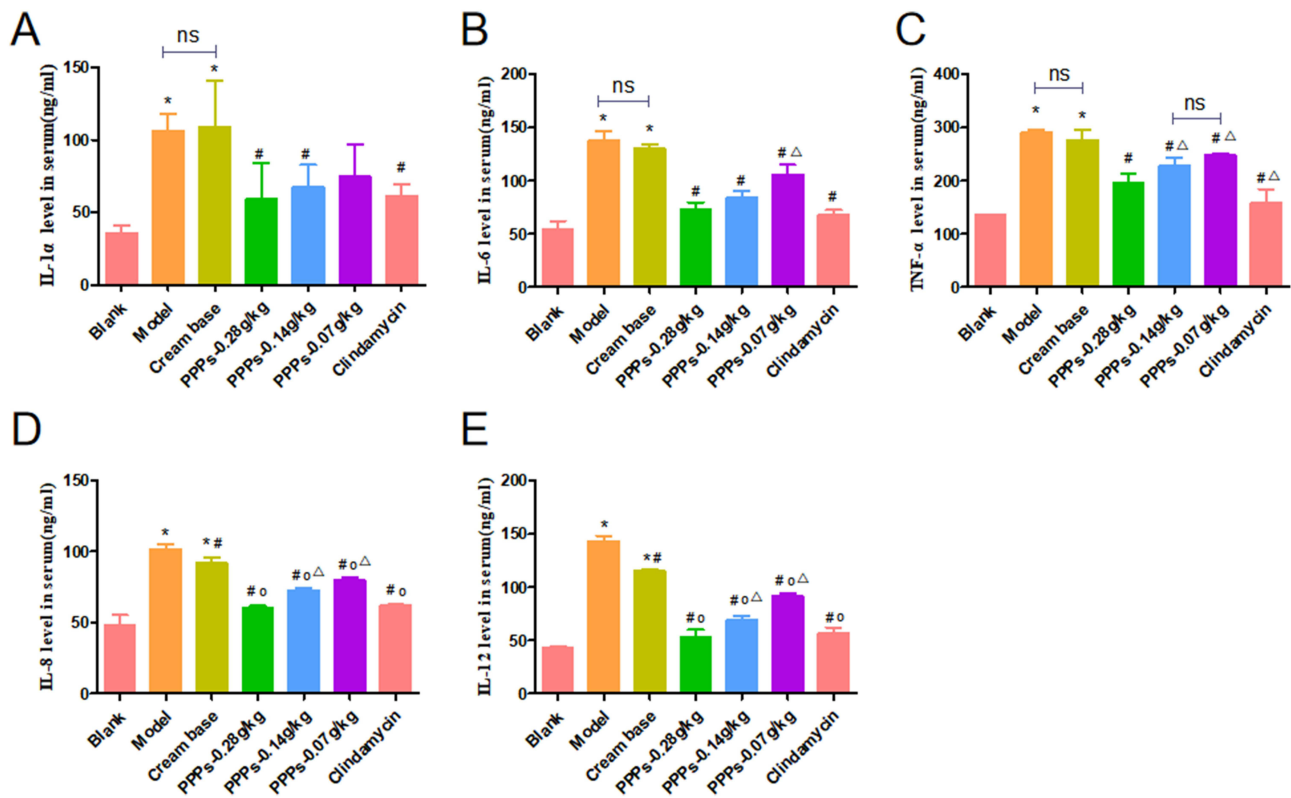 A
IL-1α level in serum(ng/ml)
150
100
50
0
ns
*
*
#
#
#
Blank
Model
Cream base
PPPs-0.28g/kg
PPPs-0.14g/kg
PPPs-0.07g/kg
Clindamycin
B
IL-6 level in serum(ng/ml)
200
150
100
50
0
ns
*
*
#
#
#△
#
Blank
Model
Cream base
PPPs-0.28g/kg
PPPs-0.14g/kg
PPPs-0.07g/kg
Clindamycin
C
TNF-α level in serum(ng/ml)
400
300
200
100
0
ns
ns
*
*
#
#△
#△
#△
Blank
Model
Cream base
PPPs-0.28g/kg
PPPs-0.14g/kg
PPPs-0.07g/kg
Clindamycin
D
IL-8 level in serum(ng/ml)
150
100
50
0
*
*#
#o
#o△
#o△
#o
Blank
Model
Cream base
PPPs-0.28g/kg
PPPs-0.14g/kg
PPPs-0.07g/kg
Clindamycin
E
IL-12 level in serum(ng/ml)
200
150
100
50
0
*
*#
#o
#o△
#o△
#o
Blank
Model
Cream base
PPPs-0.28g/kg
PPPs-0.14g/kg
PPPs-0.07g/kg
Clindamycin